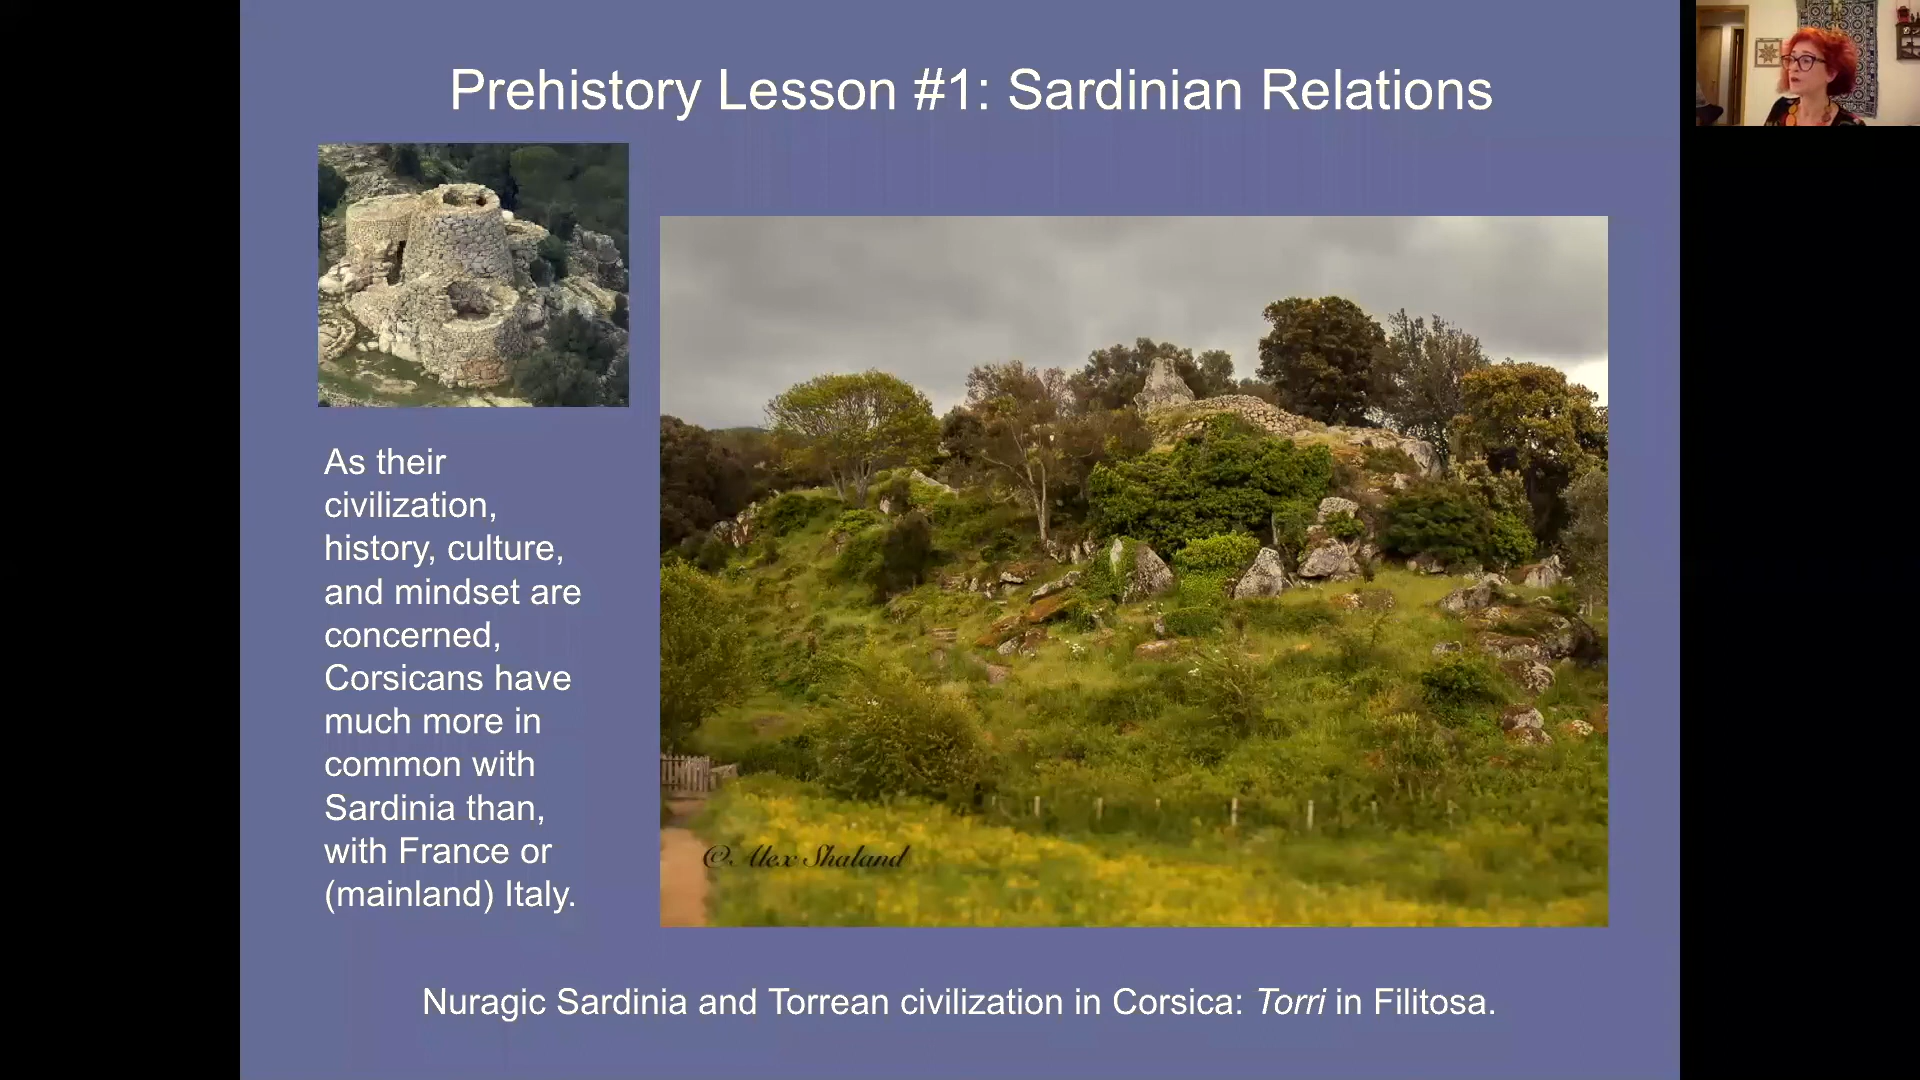 Prehistory Lesson #1: Sardinian Relations
As their
civilization,
history, culture,
and mindset are
concerned,
Corsicans have
much more in
common with
Sardinia than,
with France or
(mainland) Italy.
@Alex Shaland
Nuragic Sardinia and Torrean civilization in Corsica: Torri in Filitosa.